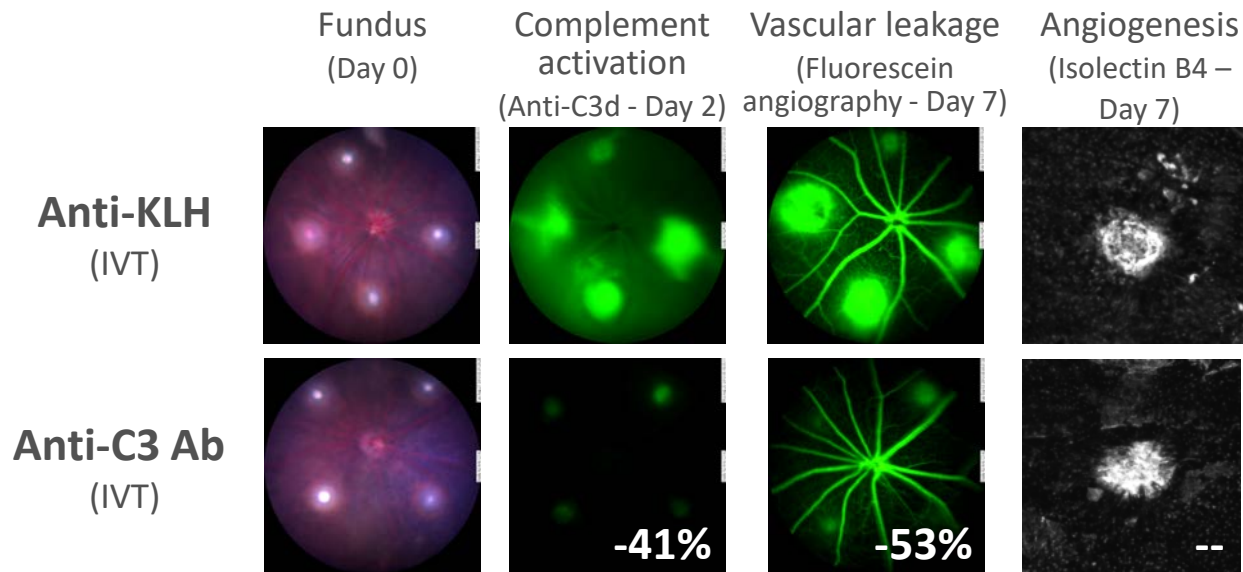 Fundus
(Day 0)
Complement
activation
(Anti-C3d - Day 2)
Vascular leakage
(Fluorescein
angiography - Day 7)
Angiogenesis
(Isolectin B4 –
Day 7)
Anti-KLH
(IVT)
Anti-C3 Ab
(IVT)
-41%
-53%
--